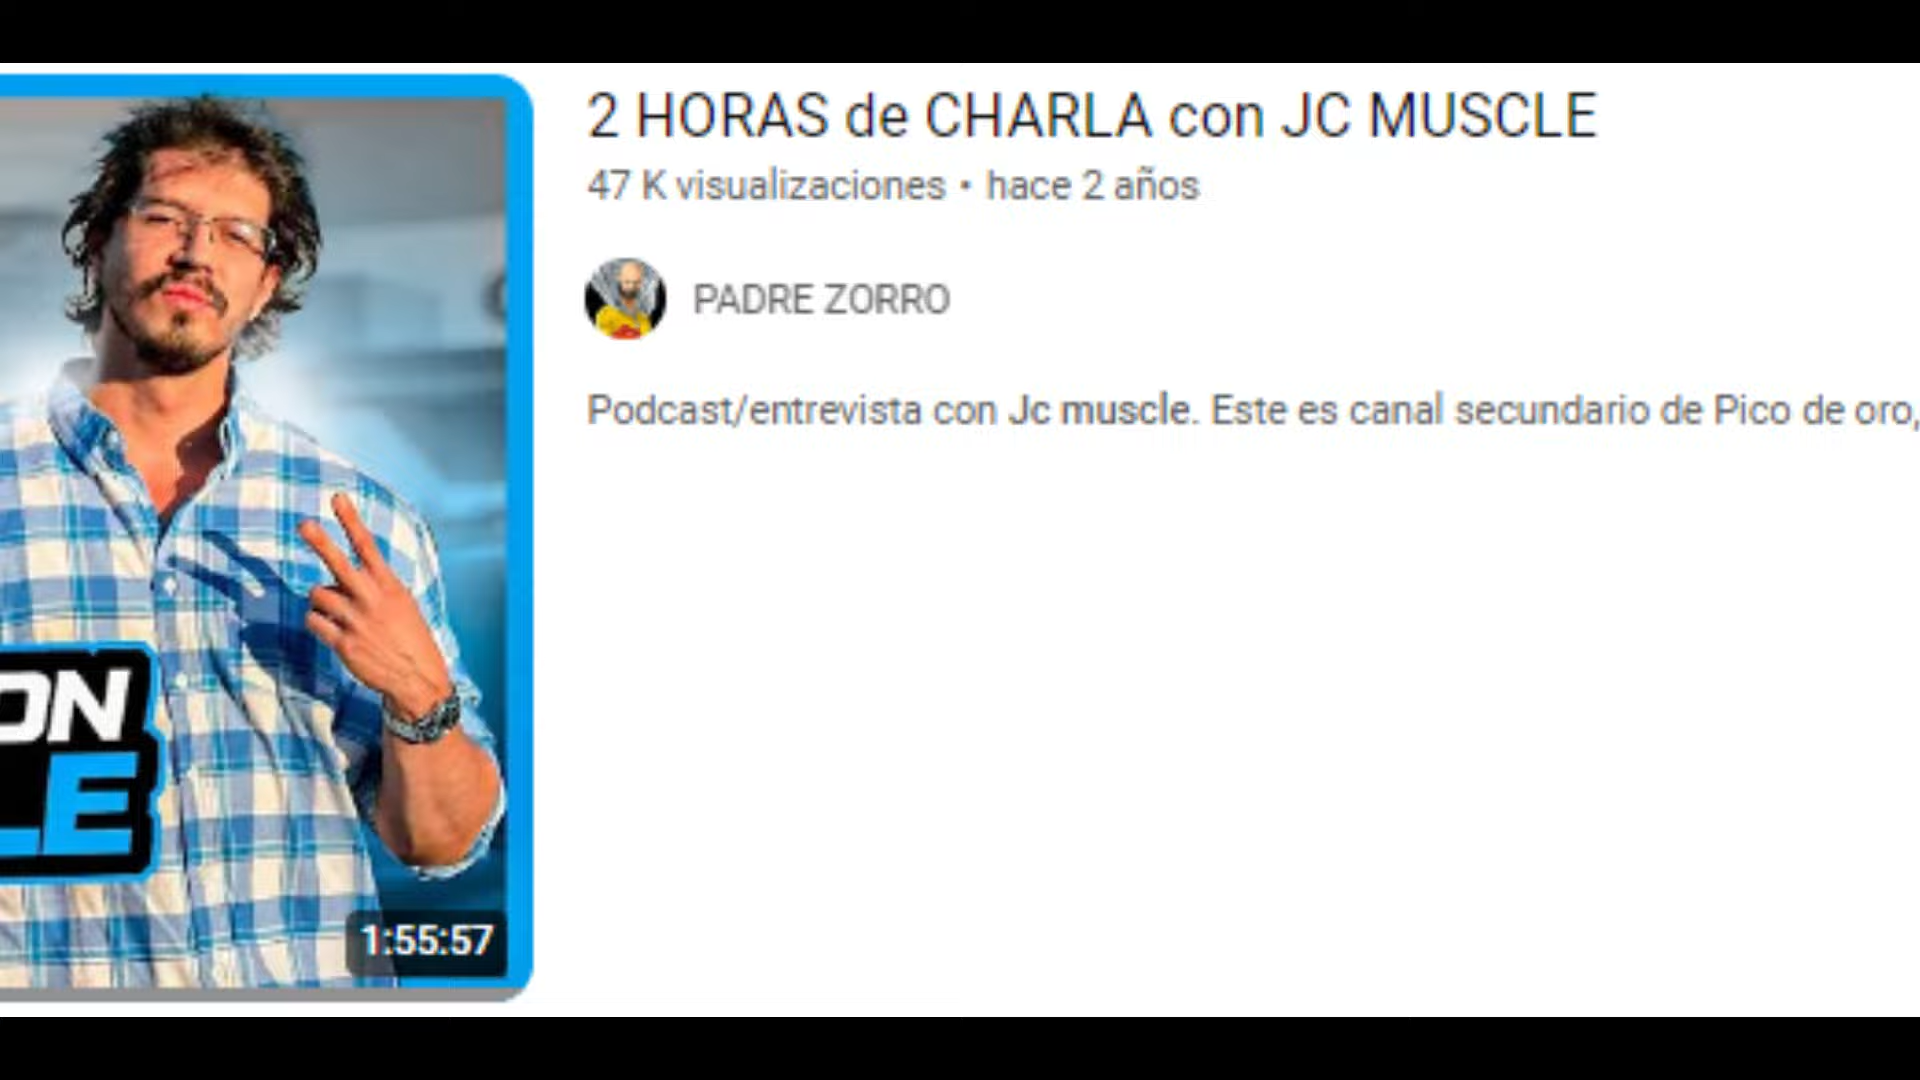 2 HORAS de CHARLA con JC MUSCLE
47 K visualizaciones • hace 2 años
PADRE ZORRO
Podcast/entrevista con Jc muscle. Este es canal secundario de Pico de oro,
ON
LE
1:55:57